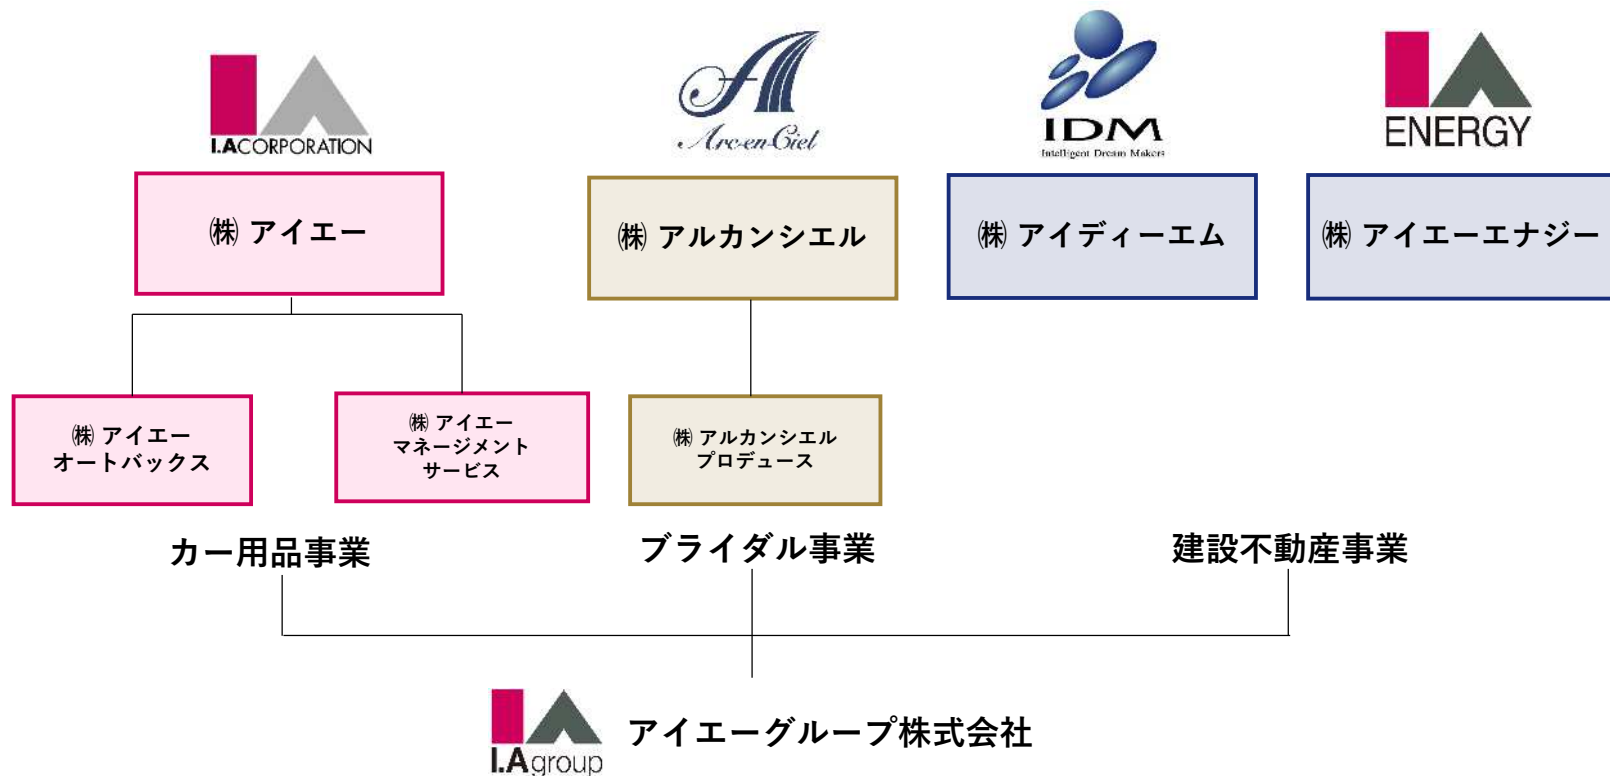 I.ACORPORATION
Arc-en-Ciel
IDM
Intelligent Dream Makers
ENERGY
㈱ アイエー
㈱ アルカンシエル
㈱ アイディーエム
㈱ アイエーエナジー
㈱ アイエー
オートバックス
㈱ アイエー
マネージメント
サービス
㈱ アルカンシエル
プロデュース
カー用品事業
ブライダル事業
建設不動産事業
I.Agroup
アイエーグループ株式会社